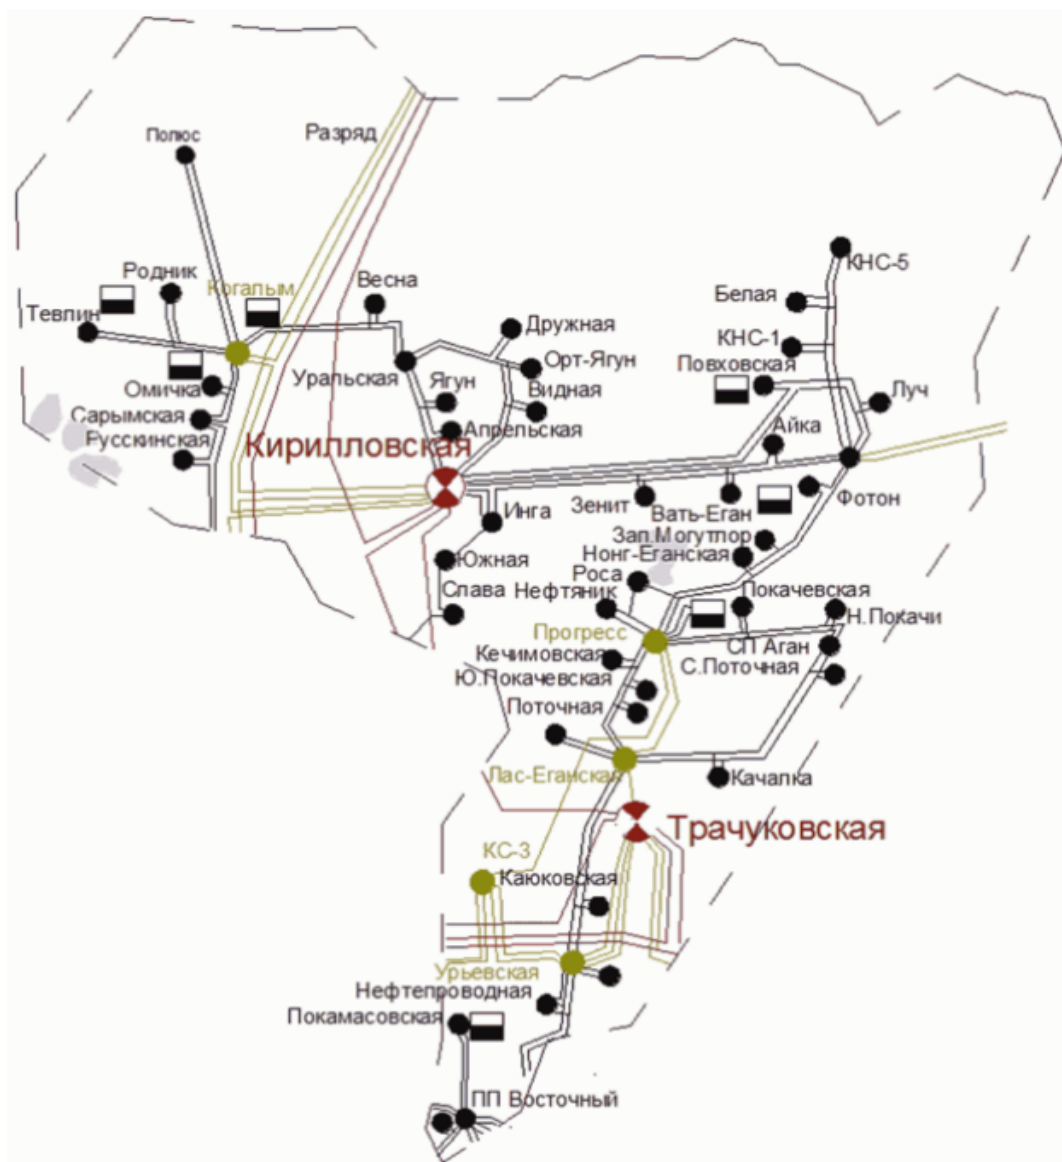 Полюс
Разряд
КНС-5
Родник
Когалым
Весна
Белая
Тевлин
Дружная
КНС-1
Уральская
Орт-Ягун
Повховская
Омичка
Ягун
Видная
Луч
Сарымская
Апрельская
Айка
Русскинская
Кирилловская
Зенит
Вать-Еган
Фотон
Инга
Зап.Могутлор
Нонг-Еганская
Южная
Роса
Слава
Нефтяник
Покачевская
Н.Покачи
Прогресс
СП Аган
Кечимовская
С.Поточная
Ю.Покачевская
Поточная
Лас-Еганская
Качалка
Трачуковская
КС-3
Каюковская
Урьевская
Нефтепроводная
Покамасовская
ПП Восточный